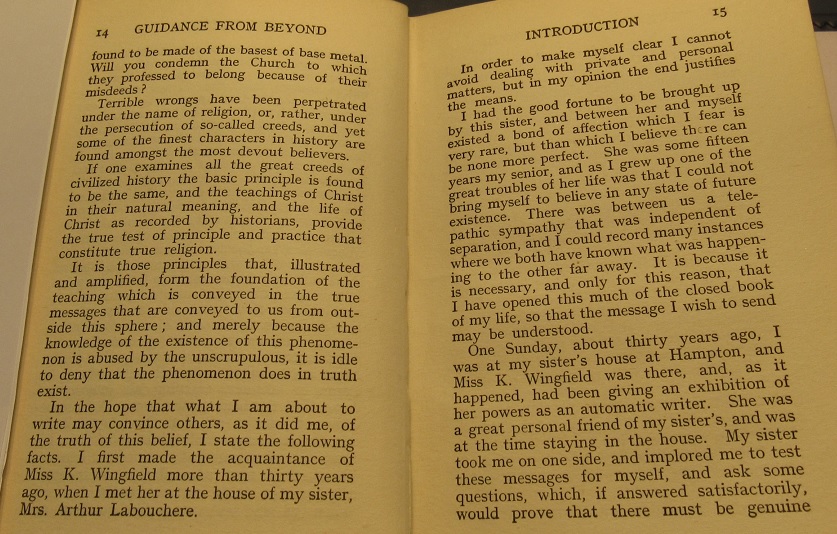 14 GUIDANCE FROM BEYOND
found to be made of the basest of base metal.
Will you condemn the Church to which
they professed to belong because of their
misdeeds?
Terrible wrongs have been perpetrated
under the name of religion, or, rather, under
the persecution of so-called creeds, and yet
some of the finest characters in history are
found amongst the most devout believers.
If one examines all the great creeds of
civilized history the basic principle is found
to be the same, and the teachings of Christ
in their natural meaning, and the life of
Christ as recorded by historians, provide
the true test of principle and practice that
constitute true religion.
It is those principles that, illustrated
and amplified, form the foundation of the
teaching which is conveyed in the true
messages that are conveyed to us from out-
side this sphere; and merely because the
knowledge of the existence of this phenome-
non is abused by the unscrupulous, it is idle
to deny that the phenomenon does in truth
exist.
In the hope that what I am about to
write may convince others, as it did me, of
the truth of this belief, I state the following
facts. I first made the acquaintance of
Miss K. Wingfield more than thirty years
ago, when I met her at the house of my sister,
Mrs. Arthur Labouchere.
INTRODUCTION 15
In order to make myself clear I cannot
avoid dealing with private and personal
matters, but in my opinion the end justifies
the means.
I had the good fortune to be brought up
by this sister, and between her and myself
existed a bond of affection which I fear is
very rare, but than which I believe there can
be none more perfect. She was some fifteen
years my senior, and as I grew up one of the
great troubles of her life was that I could not
bring myself to believe in any state of future
existence. There was between us a tele-
pathic sympathy that was independent of
separation, and I could record many instances
where we both have known what was happen-
ing to the other far away. It is because it
is necessary, and only for this reason, that
I have opened this much of the closed book
of my life, so that the message I wish to send
may be understood.
One Sunday, about thirty years ago, I
was at my sister's house at Hampton, and
Miss K. Wingfield was there, and, as it
happened, had been giving an exhibition of
her powers as an automatic writer. She was
a great personal friend of my sister's, and was
at the time staying in the house. My sister
took me on one side, and implored me to test
these messages for myself, and ask some
questions, which, if answered satisfactorily,
would prove that there must be genuine